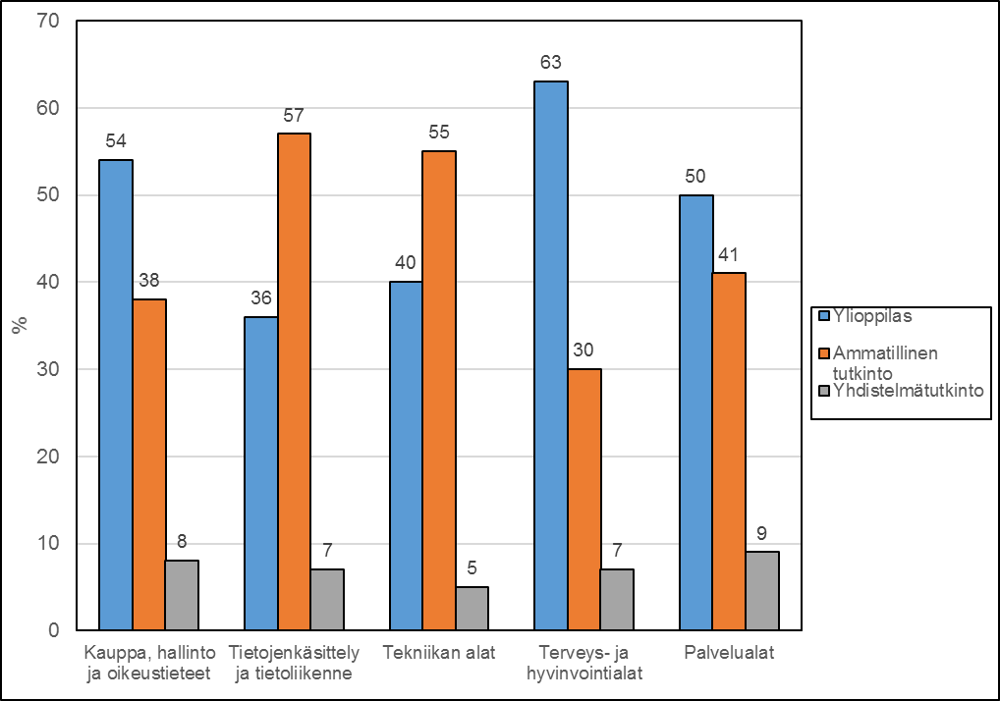 70
60
50
40
30
20
10
0
%
54
38
8
36
57
7
40
55
5
63
30
7
50
41
9
Kauppa, hallinto
ja oikeustieteet
Tietojenkäsittely
ja tietoliikenne
Tekniikan alat
Terveys- ja
hyvinvointialat
Palvelualat
Ylioppilas
Ammatillinen
tutkinto
Yhdistelmätutkinto